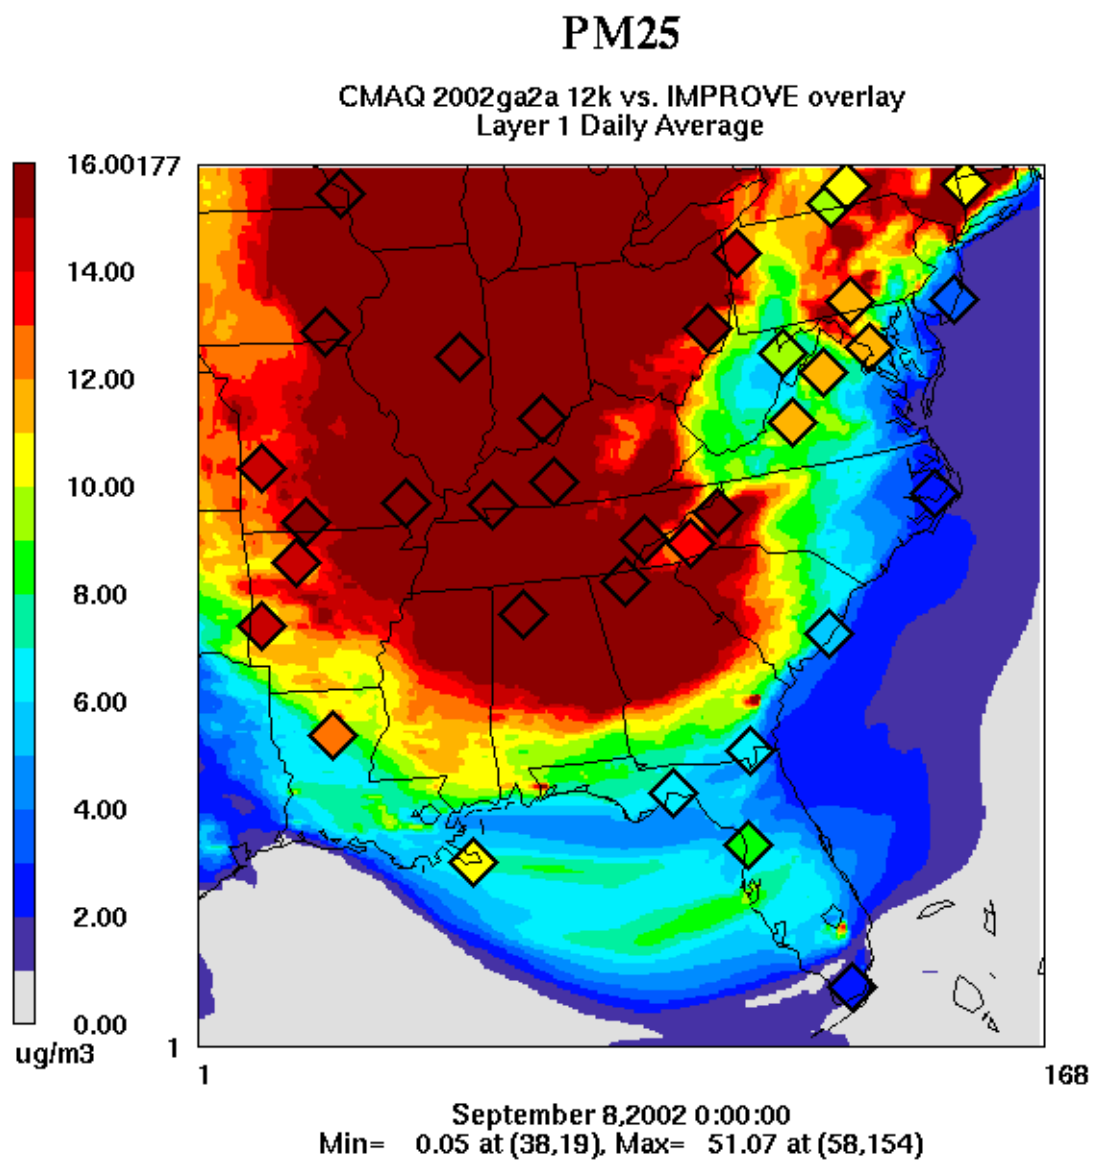 PM25
CMAQ 2002ga2a 12k vs. IMPROVE overlay
Layer 1 Daily Average
16.00
177
14.00
12.00
10.00
8.00
6.00
4.00
2.00
0.00
ug/m3
1
1
168
September 8,2002 0:00:00
Min= 0.05 at (38,19), Max= 51.07 at (58,154)